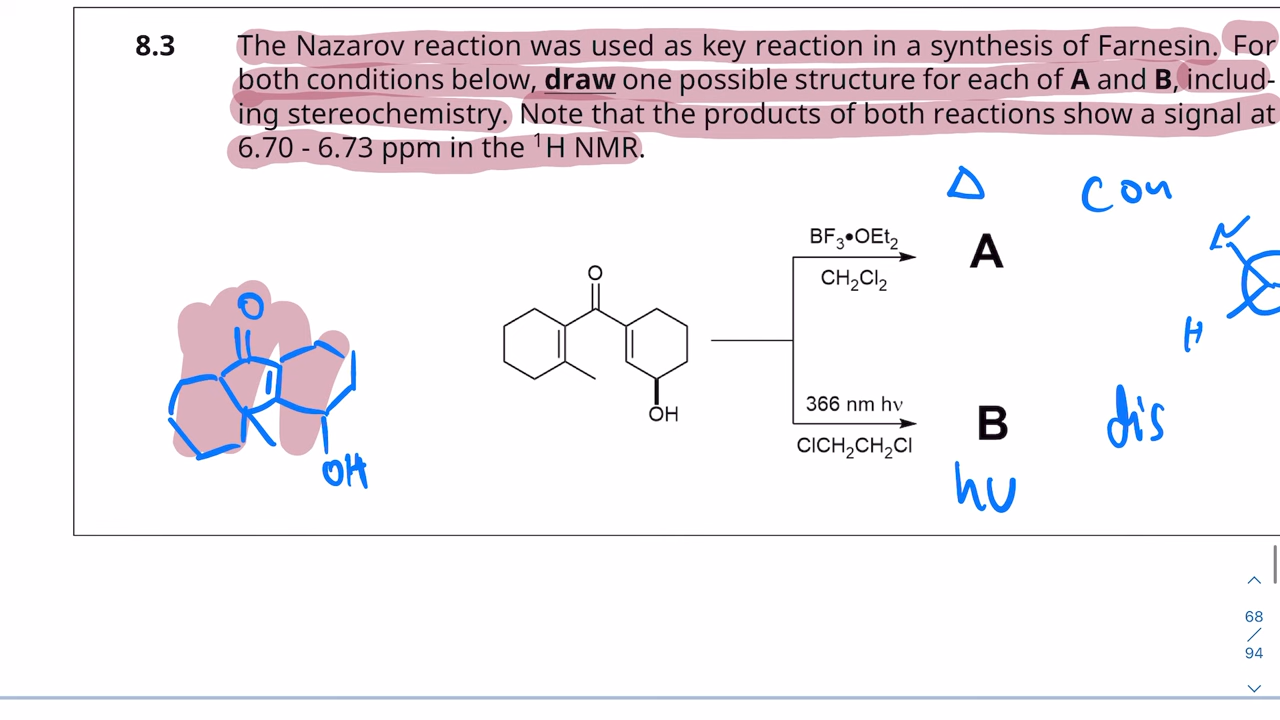 8.3 The Nazarov reaction was used as key reaction in a synthesis of Farnesin. For
both conditions below, draw one possible structure for each of A and B, includ-
ing stereochemistry. Note that the products of both reactions show a signal at
6.70 - 6.73 ppm in the ¹H NMR.
Δ con
BF₃•OEt₂
A
CH₂Cl₂
O
O
H
OH
366 nm hν
B
ClCH₂CH₂Cl
dis
OH
hν
68
/
94